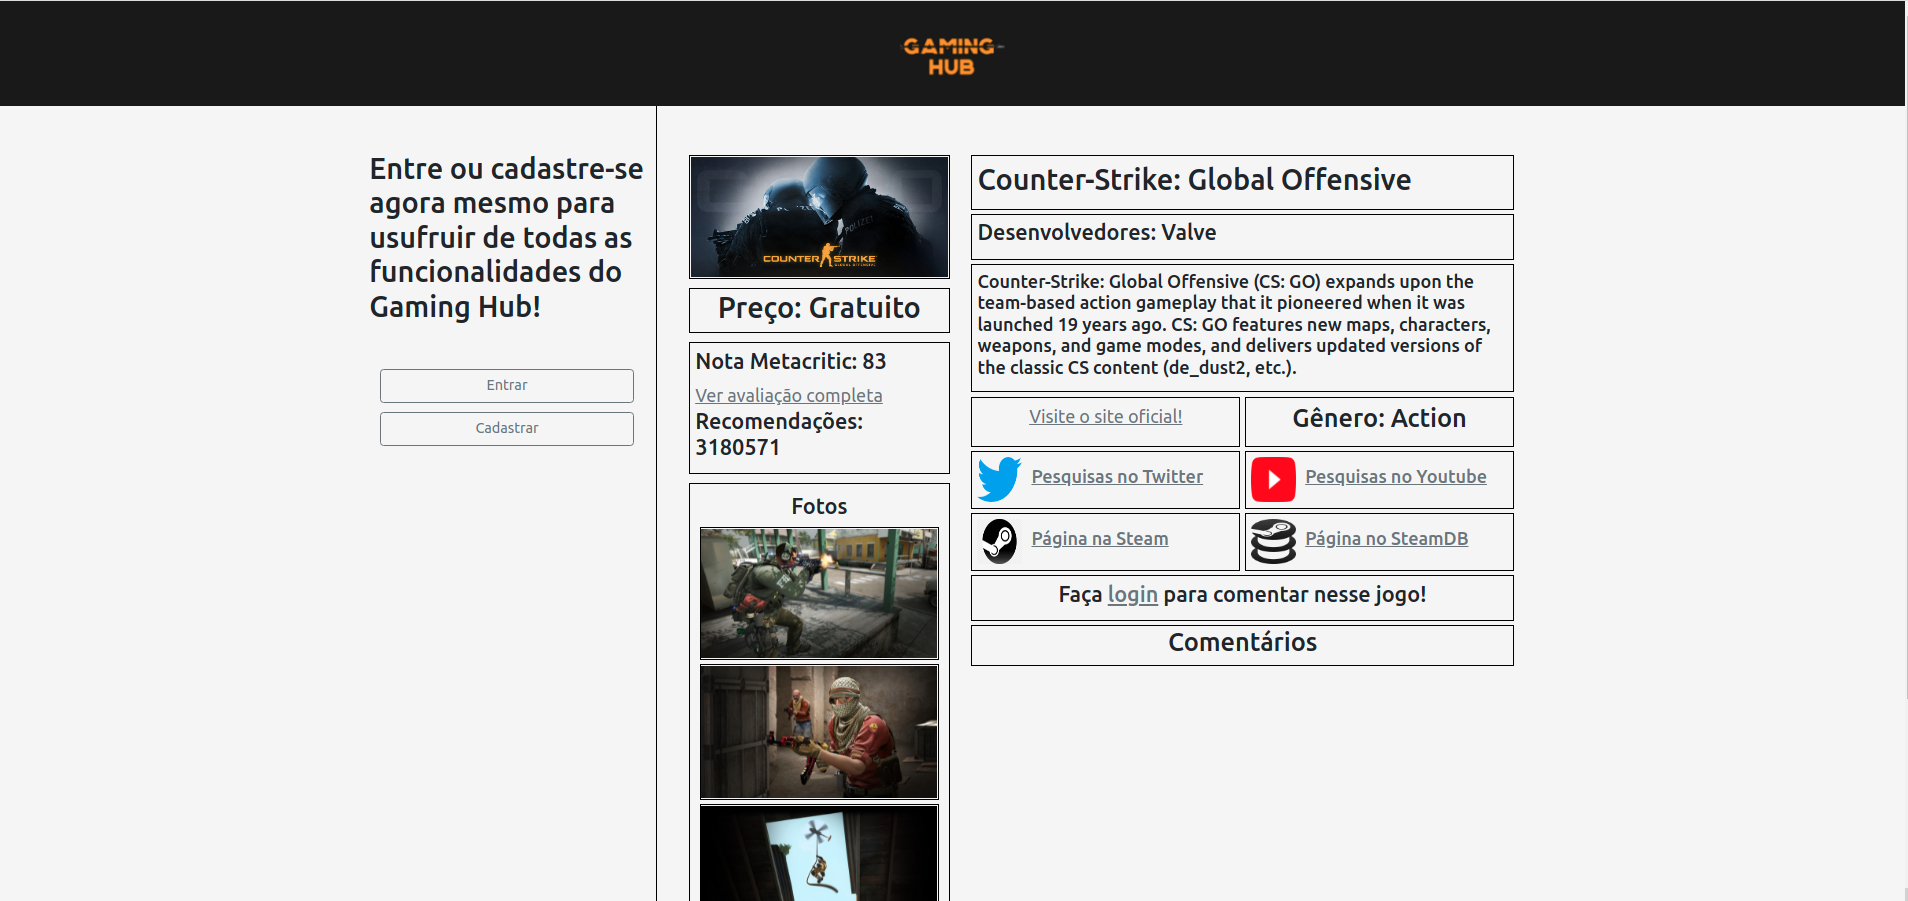 GAMING
HUB
Entre ou cadastre-se
agora mesmo para
usufruir de todas as
funcionalidades do
Gaming Hub!
Entrar
Cadastrar
POLIZEI
COUNTER STRIKE
GLOBAL OFFENSIVE
Preço: Gratuito
Nota Metacritic: 83
Ver avaliação completa
Recomendações:
3180571
Fotos
Counter-Strike: Global Offensive
Desenvolvedores: Valve
Counter-Strike: Global Offensive (CS: GO) expands upon the
team-based action gameplay that it pioneered when it was
launched 19 years ago. CS: GO features new maps, characters,
weapons, and game modes, and delivers updated versions of
the classic CS content (de_dust2, etc.).
Visite o site oficial!
Gênero: Action
Pesquisas no Twitter
Pesquisas no Youtube
Página na Steam
Página no SteamDB
Faça login para comentar nesse jogo!
Comentários